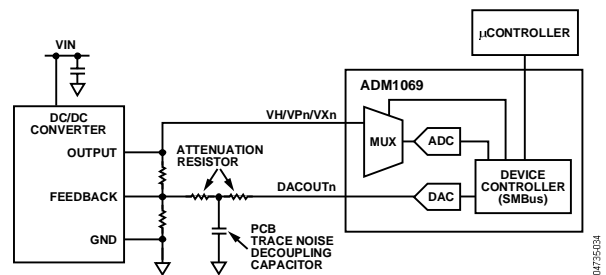 μCONTROLLER
VIN
ADM1069
DC/DC
CONVERTER
VH/VPn/VXn
MUX
ADC
OUTPUT
ATTENUATION
RESISTOR
DEVICE
CONTROLLER
(SMBus)
FEEDBACK
DACOUTn
DAC
GND
PCB
TRACE NOISE
DECOUPLING
CAPACITOR
04735-034